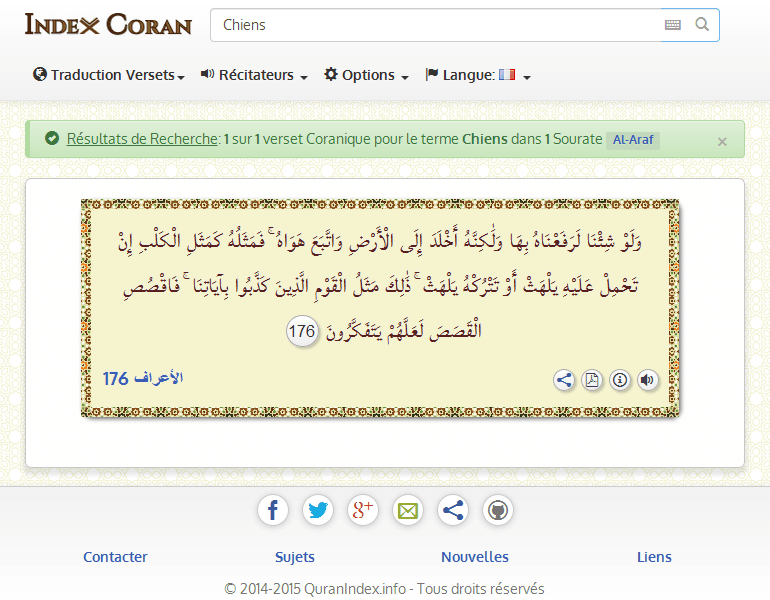 Index Coran
Chiens
Traduction Versets Récitateurs Options Langue:
Résultats de Recherche: 1 sur 1 verset Coranique pour le terme Chiens dans 1 Sourate Al-Araf ×
وَلَوْ شِئْنَا لَرَفَعْنَاهُ بِهَا وَلَٰكِنَّهُ أَخْلَدَ إِلَى الْأَرْضِ وَاتَّبَعَ هَوَاهُ ۚ فَمَثَلُهُ كَمَثَلِ الْكَلْبِ إِنْ
تَحْمِلْ عَلَيْهِ يَلْهَثْ أَوْ تَتْرُكْهُ يَلْهَثْ ۚ ذَٰلِكَ مَثَلُ الْقَوْمِ الَّذِينَ كَذَّبُوا بِآيَاتِنَا ۚ فَاقْصُصِ
الْقَصَصَ لَعَلَّهُمْ يَتَفَكَّرُونَ 176
الأعراف 176
Contacter Sujets Nouvelles Liens
© 2014-2015 QuranIndex.info - Tous droits réservés